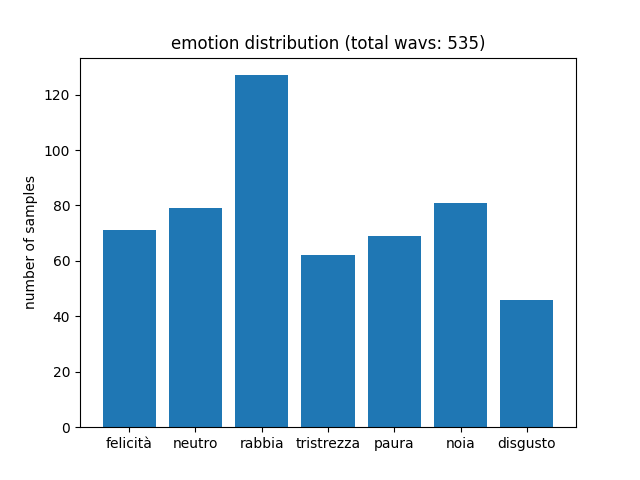 emotion distribution (total wavs: 535)
number of samples
120
100
80
60
40
20
0
felicità neutro rabbia tristrezza paura noia disgusto